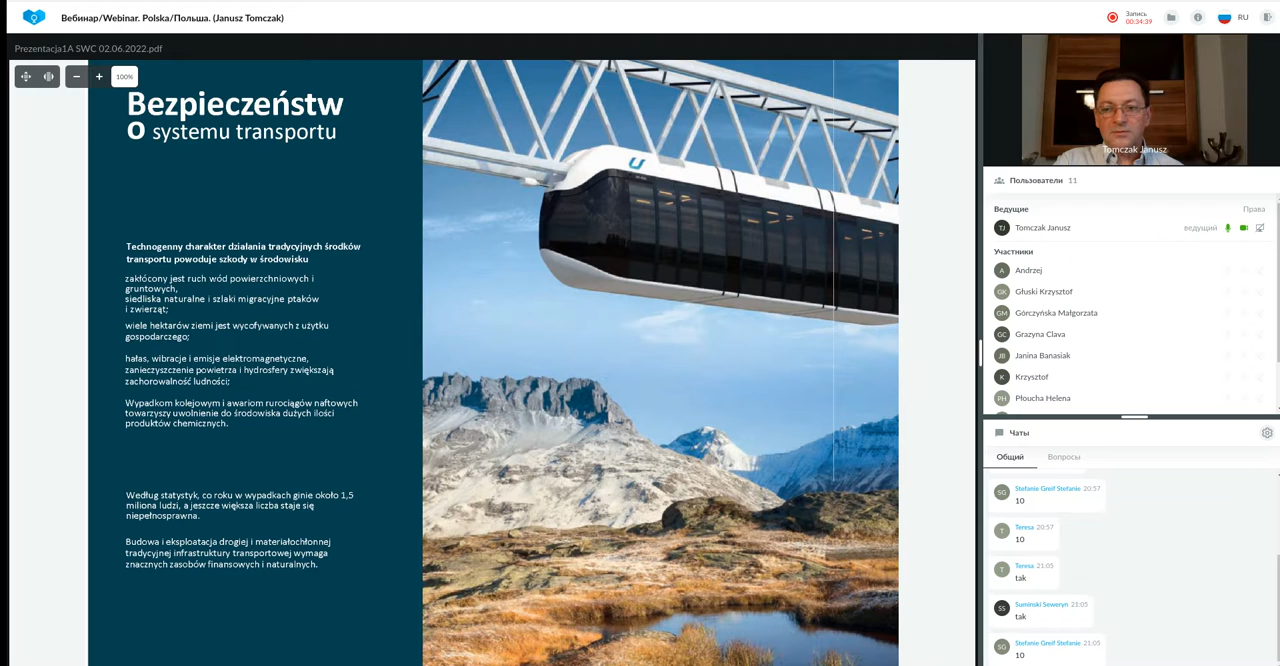 Вебинар/Webinar. Polska/Польша. (Janusz Tomczak)
Запись
00:34:39
RU
Prezentacja1A SWC 02.06.2022.pdf
100%
Bezpieczeństw
o systemu transportu
Technogenny charakter działania tradycyjnych środków
transportu powoduje szkody w środowisku
zakłócony jest ruch wód powierzchniowych i
gruntowych,
siedliska naturalne i szlaki migracyjne ptaków
i zwierząt;
wiele hektarów ziemi jest wycofywanych z użytku
gospodarczego;
hałas, wibracje i emisje elektromagnetyczne,
zanieczyszczenie powietrza i hydrosfery zwiększają
zachorowalność ludności;
Wypadkom kolejowym i awariom rurociągów naftowych
towarzyszy uwolnienie do środowiska dużych ilości
produktów chemicznych.
Według statystyk, co roku w wypadkach ginie około 1,5
miliona ludzi, a jeszcze większa liczba staje się
niepełnosprawna.
Budowa i eksploatacja drogiej i materiałochłonnej
tradycyjnej infrastruktury transportowej wymaga
znacznych zasobów finansowych i naturalnych.
Tomczak Janusz
Пользователи 11
Ведущие Права
TJ Tomczak Janusz ведущий
Участники
A Andrzej
GK Głuski Krzysztof
GM Górczyńska Małgorzata
GC Grazyna Clava
JB Janina Banasiak
K Krzysztof
PH Płoucha Helena
Чаты
Общий Вопросы
SG Stefanie Greif Stefanie 20:57
10
T Teresa 20:57
10
T Teresa 21:05
tak
SS Suminski Seweryn 21:05
tak
SG Stefanie Greif Stefanie 21:05
10